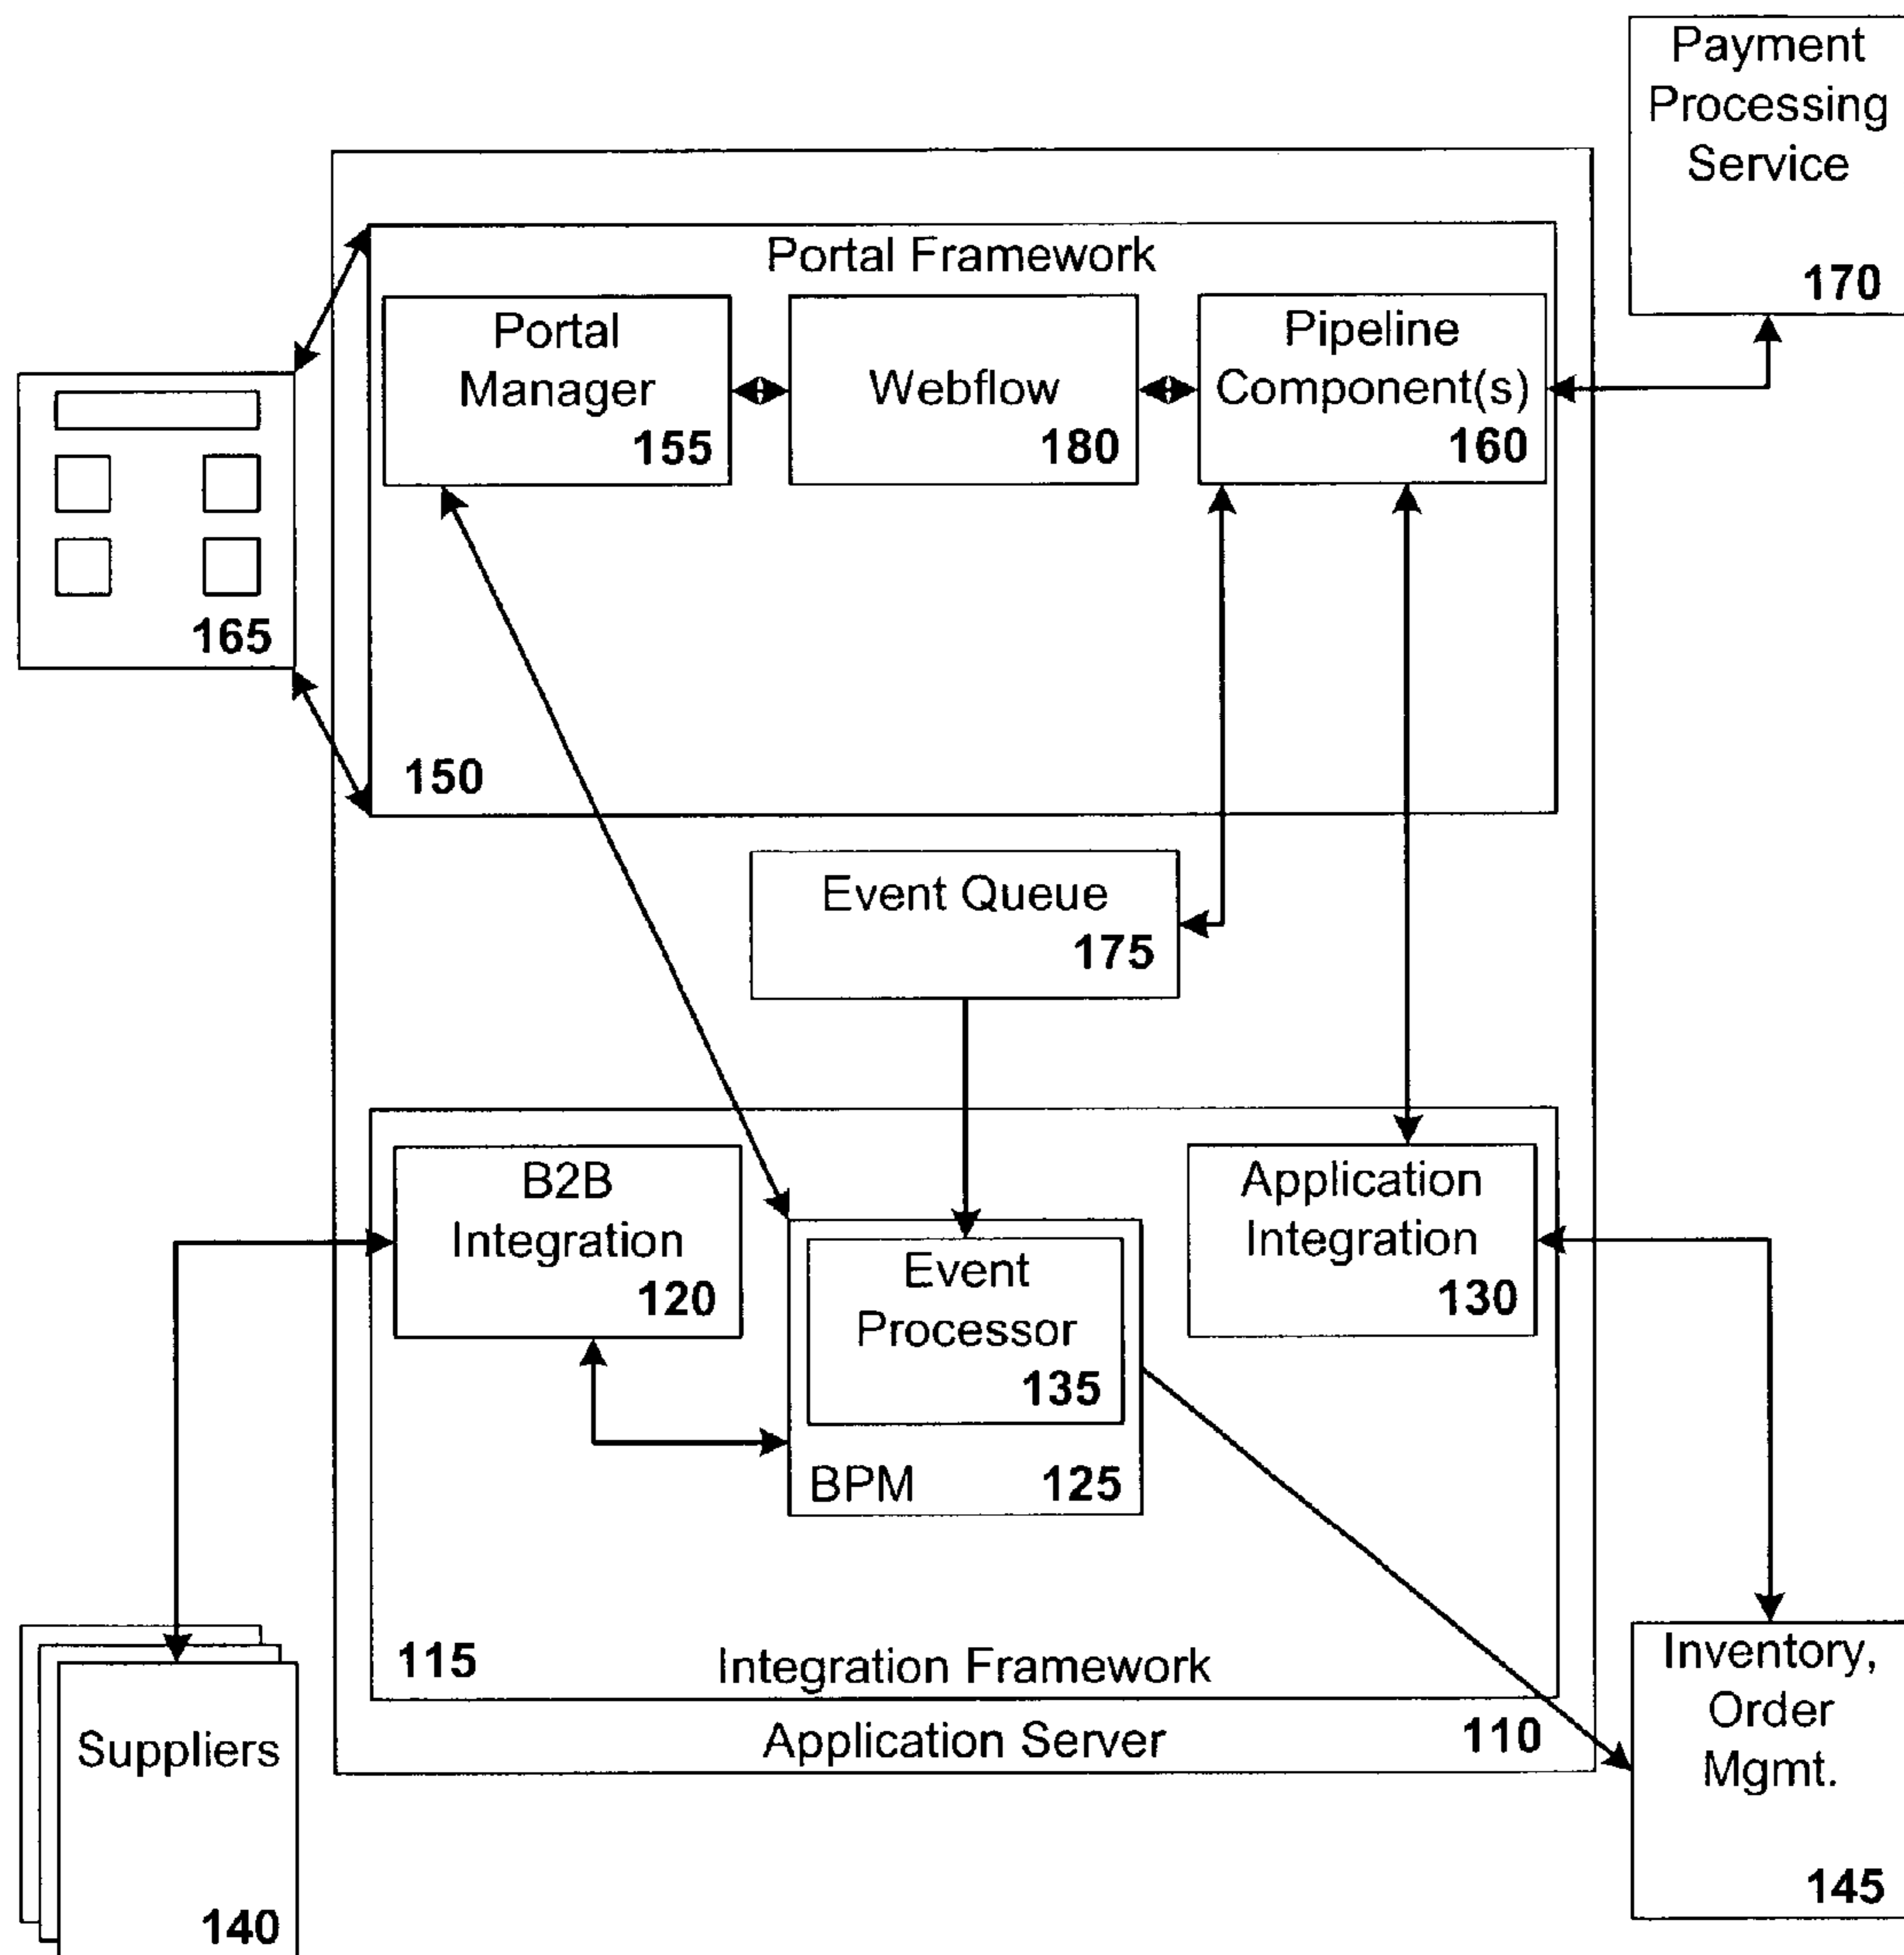 Payment
Processing
Service
170
Portal Framework
Portal
Manager
155
Webflow
180
Pipeline
Component(s)
160
165
150
Event Queue
175
B2B
Integration
120
Event
Processor
135
BPM 125
Application
Integration
130
115
Integration Framework
Application Server
110
Suppliers
140
Inventory,
Order
Mgmt.
145